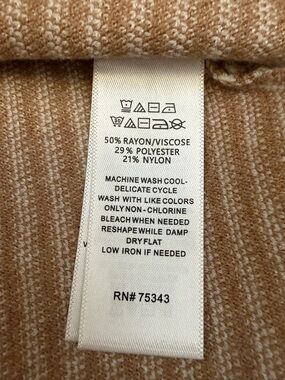 50% RAYON/VISCOSE
29% POLYESTER
21% NYLON
MACHINE WASH COOL-
DELICATE CYCLE
WASH WITH LIKE COLORS
ONLY NON-CHLORINE
BLEACH WHEN NEEDED
RESHAPE WHILE DAMP
DRY FLAT
LOW IRON IF NEEDED
RN# 75343